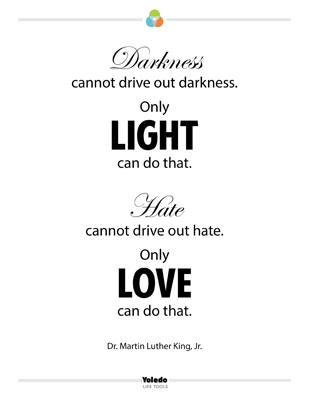 Darkness
cannot drive out darkness.
Only
LIGHT
can do that.
Hate
cannot drive out hate.
Only
LOVE
can do that.
Dr. Martin Luther King, Jr.
Yoledo
LIFE TOOLS